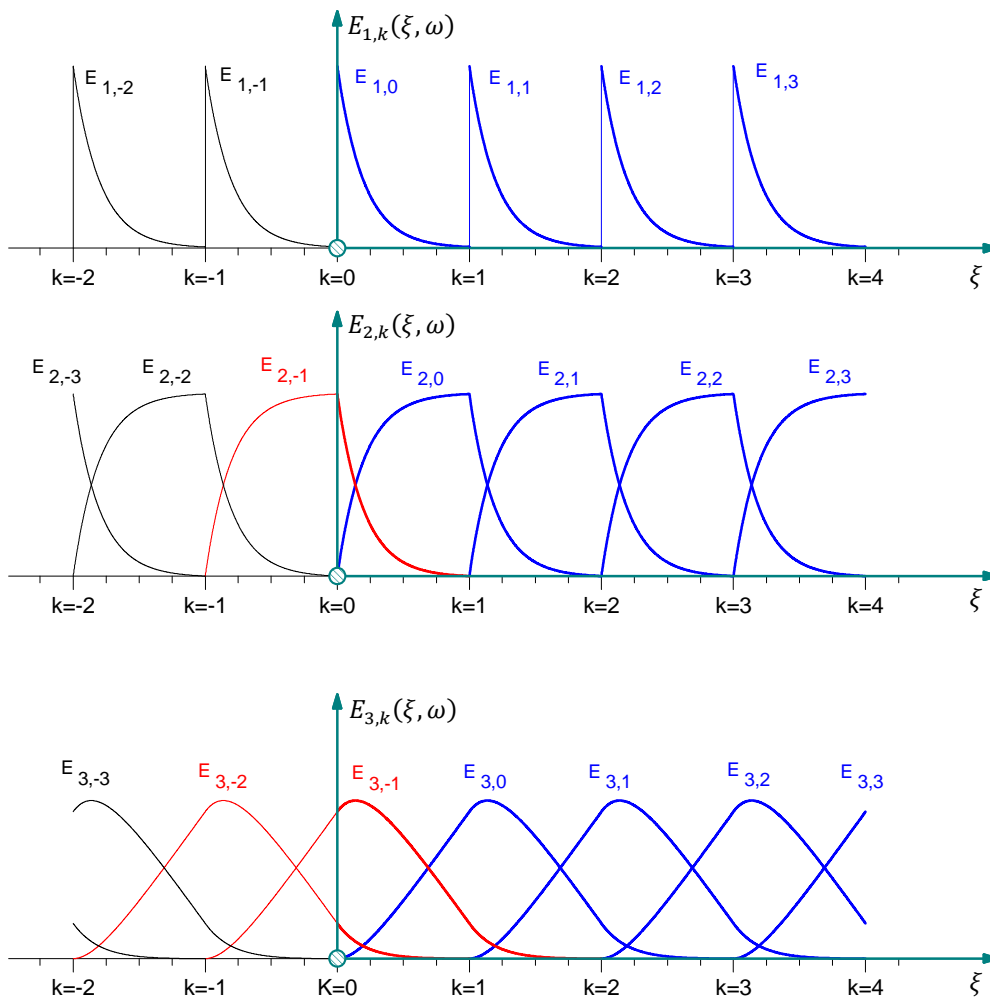 E₁,ₖ(ξ, ω)
E 1,-2 E 1,-1 E 1,0 E 1,1 E 1,2 E 1,3
k=-2 k=-1 k=0 k=1 k=2 k=3 k=4 ξ
E₂,ₖ(ξ, ω)
E 2,-3 E 2,-2 E 2,-1 E 2,0 E 2,1 E 2,2 E 2,3
k=-2 k=-1 k=0 k=1 k=2 k=3 k=4 ξ
E₃,ₖ(ξ, ω)
E 3,-3 E 3,-2 E 3,-1 E 3,0 E 3,1 E 3,2 E 3,3
k=-2 k=-1 K=0 k=1 k=2 k=3 k=4 ξ